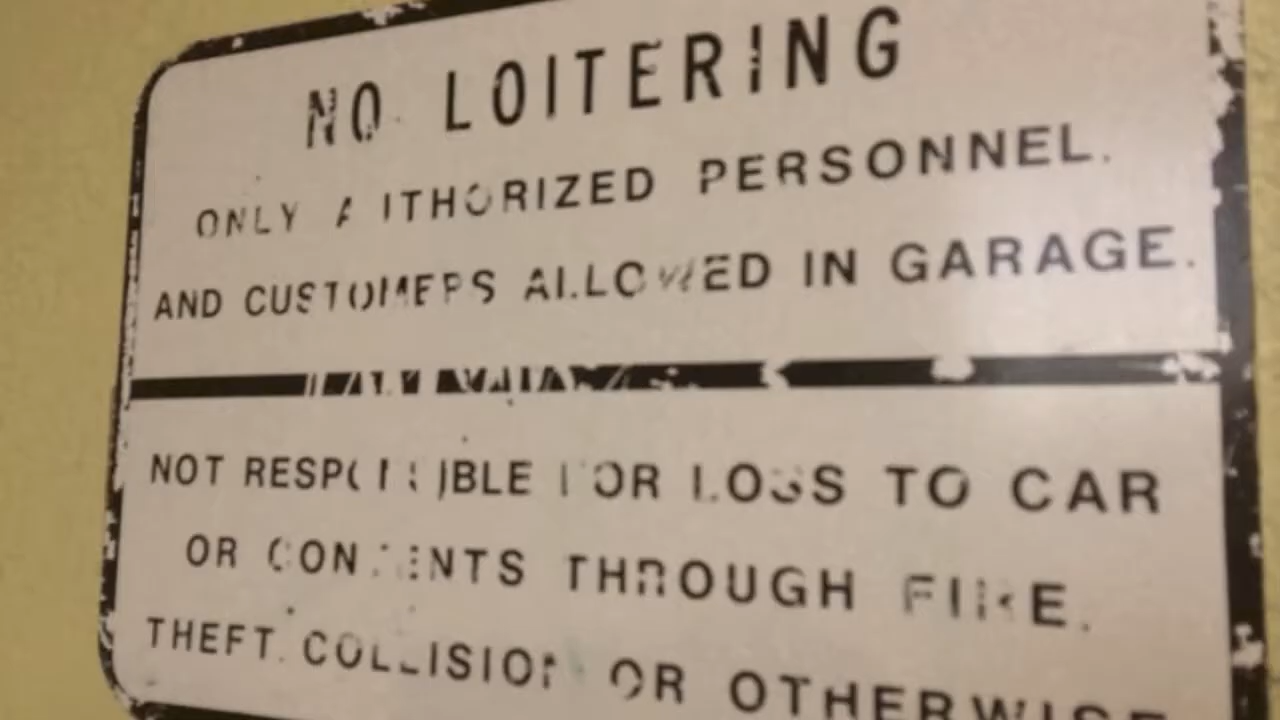 NO LOITERING
ONLY AUTHORIZED PERSONNEL.
AND CUSTOMERS ALLOWED IN GARAGE.
NOT RESPONSIBLE FOR LOSS TO CAR
OR CONTENTS THROUGH FIRE.
THEFT. COLLISION OR OTHERWISE